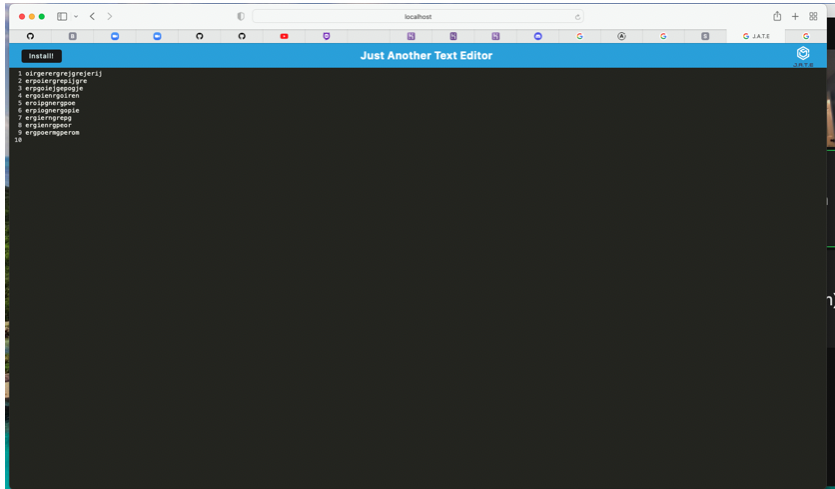 localhost
J.A.T.E
Install!
Just Another Text Editor
J.A.T.E
1 oirgerergrejgrejerij
2 erpoiergrepijgre
3 erpgoiejgepogje
4 ergoienrgoiren
5 eroipgnergpoe
6 erpiognergopie
7 ergierngrepg
8 ergienrgpeor
9 ergpoermgperom
10